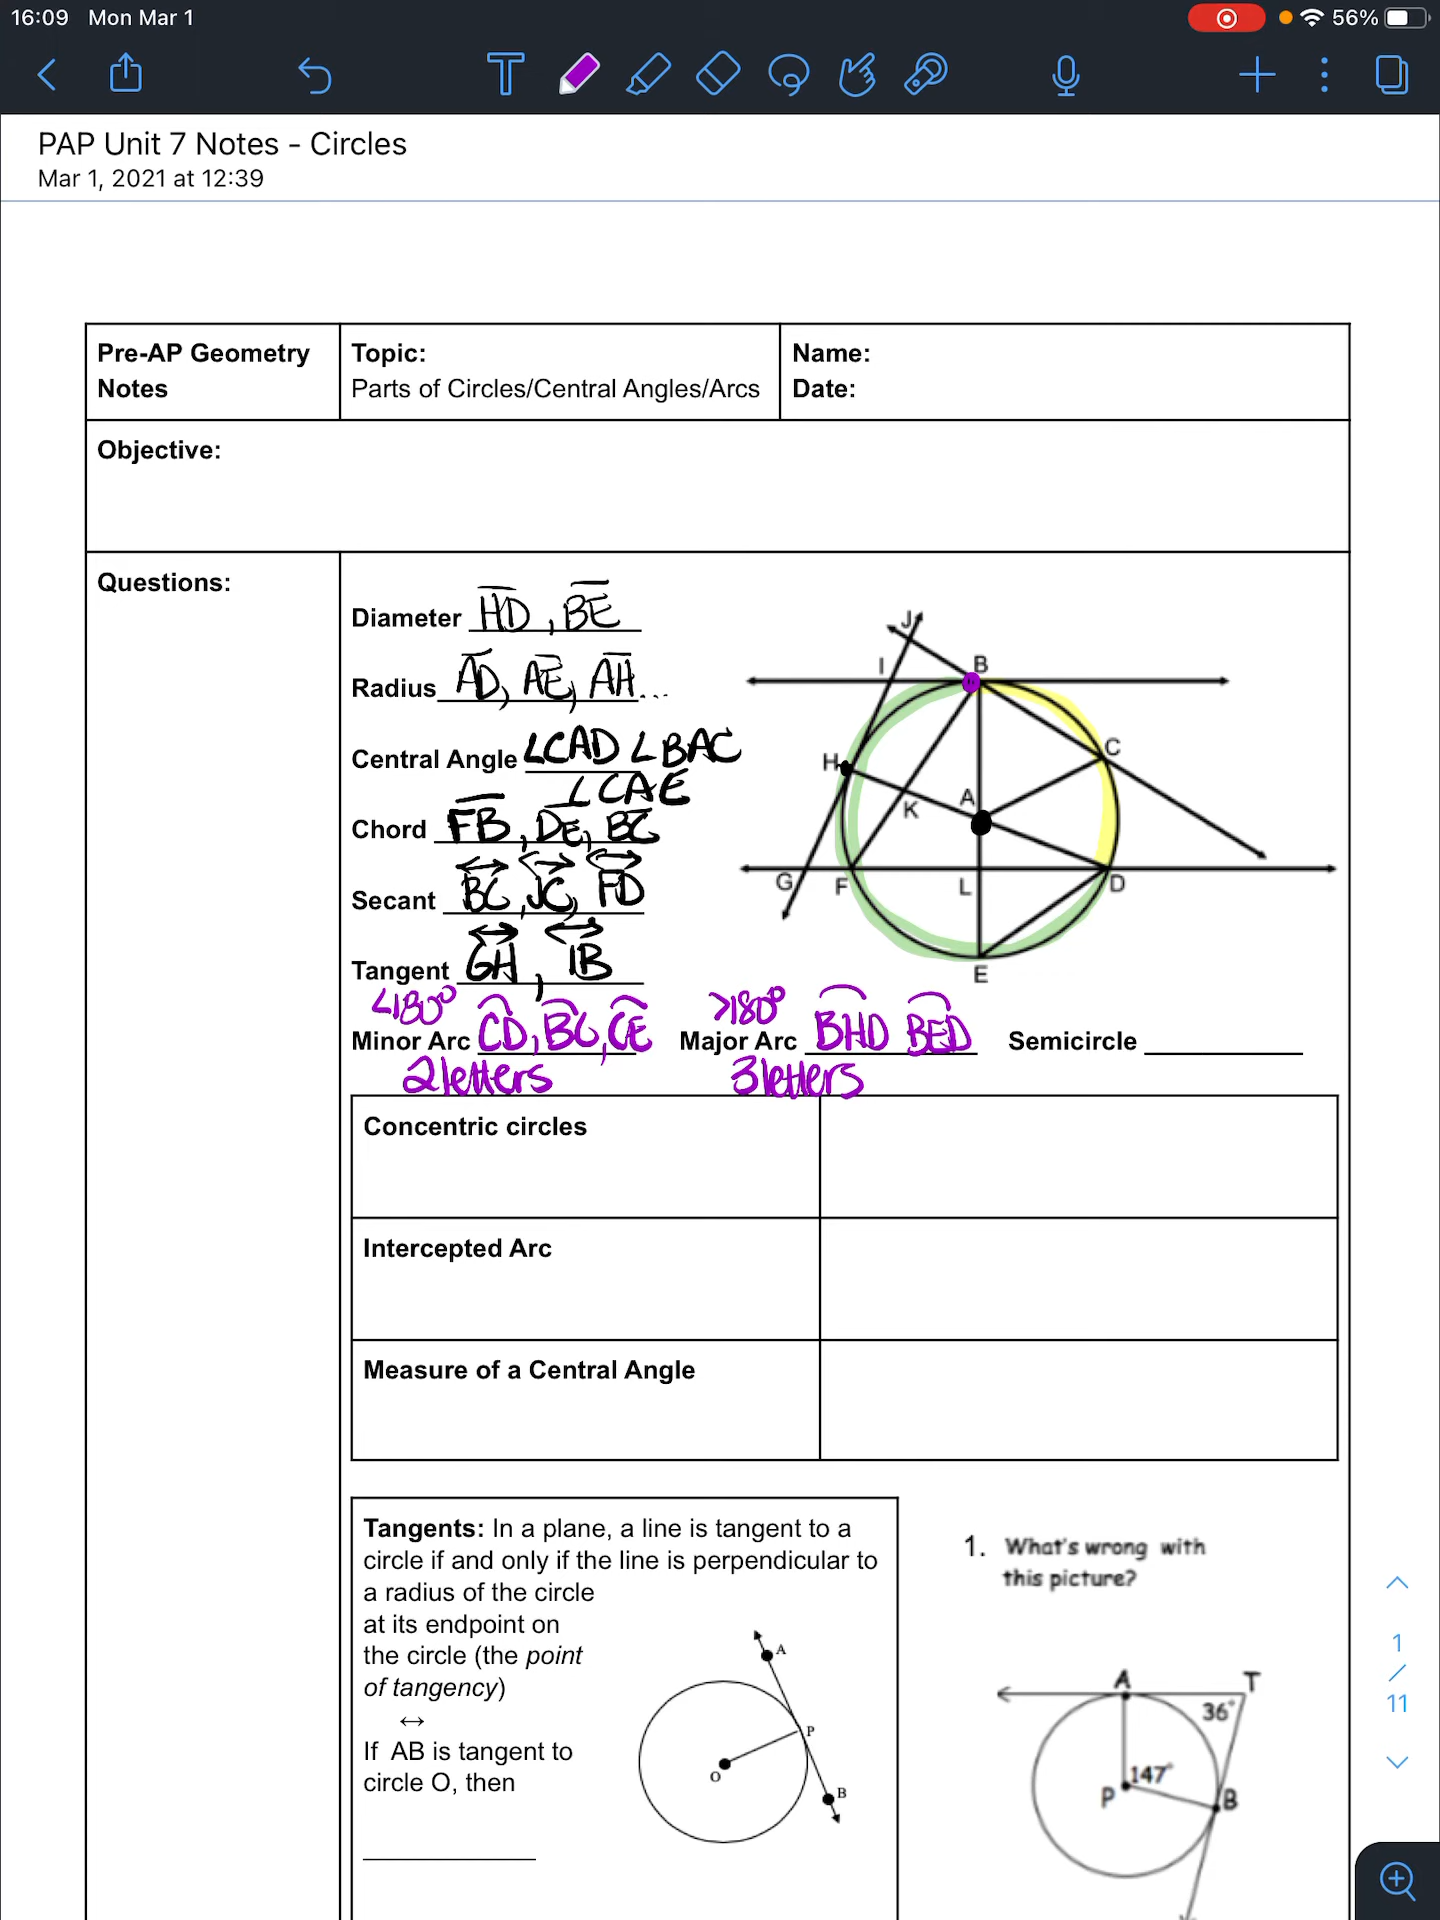 16:09 Mon Mar 1
56%
PAP Unit 7 Notes - Circles
Mar 1, 2021 at 12:39
Pre-AP Geometry Notes
Topic:
Parts of Circles/Central Angles/Arcs
Name:
Date:
Objective:
Questions:
Diameter HD, BE
Radius AD, AE, AH...
Central Angle ∠CAD ∠BAC
∠CAE
Chord FB, DE, BC
Secant BC, JC, FD
Tangent GH, IB
<180° >180°
Minor Arc CD, BC, CE Major Arc BHD BED Semicircle
2 letters 3 letters
J
I B
H C
K A
G F L D
E
Concentric circles
Intercepted Arc
Measure of a Central Angle
Tangents: In a plane, a line is tangent to a
circle if and only if the line is perpendicular to
a radius of the circle
at its endpoint on
the circle (the point
of tangency)
↔
If AB is tangent to
circle O, then
A
P
O
B
1. What's wrong with
this picture?
A T
36°
147°
P B
1
/
11